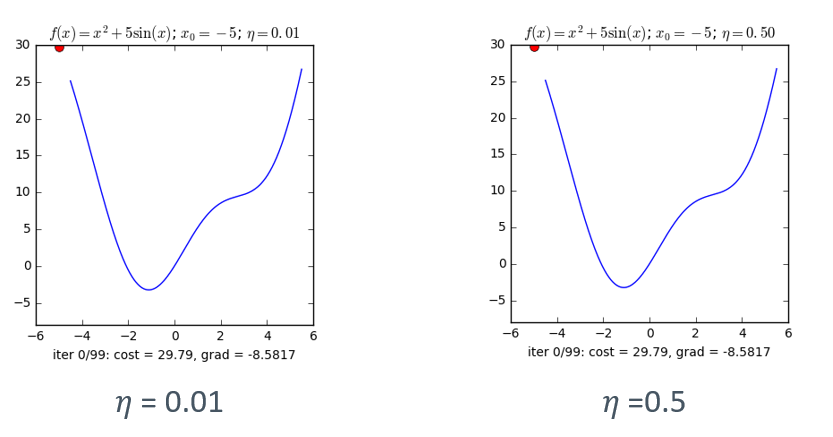 f(x) = x² + 5sin(x); x₀ = −5; η = 0.01
30
25
20
15
10
5
0
−5
−6 −4 −2 0 2 4 6
iter 0/99: cost = 29.79, grad = -8.5817
η = 0.01
f(x) = x² + 5sin(x); x₀ = −5; η = 0.50
30
25
20
15
10
5
0
−5
−6 −4 −2 0 2 4 6
iter 0/99: cost = 29.79, grad = -8.5817
η =0.5